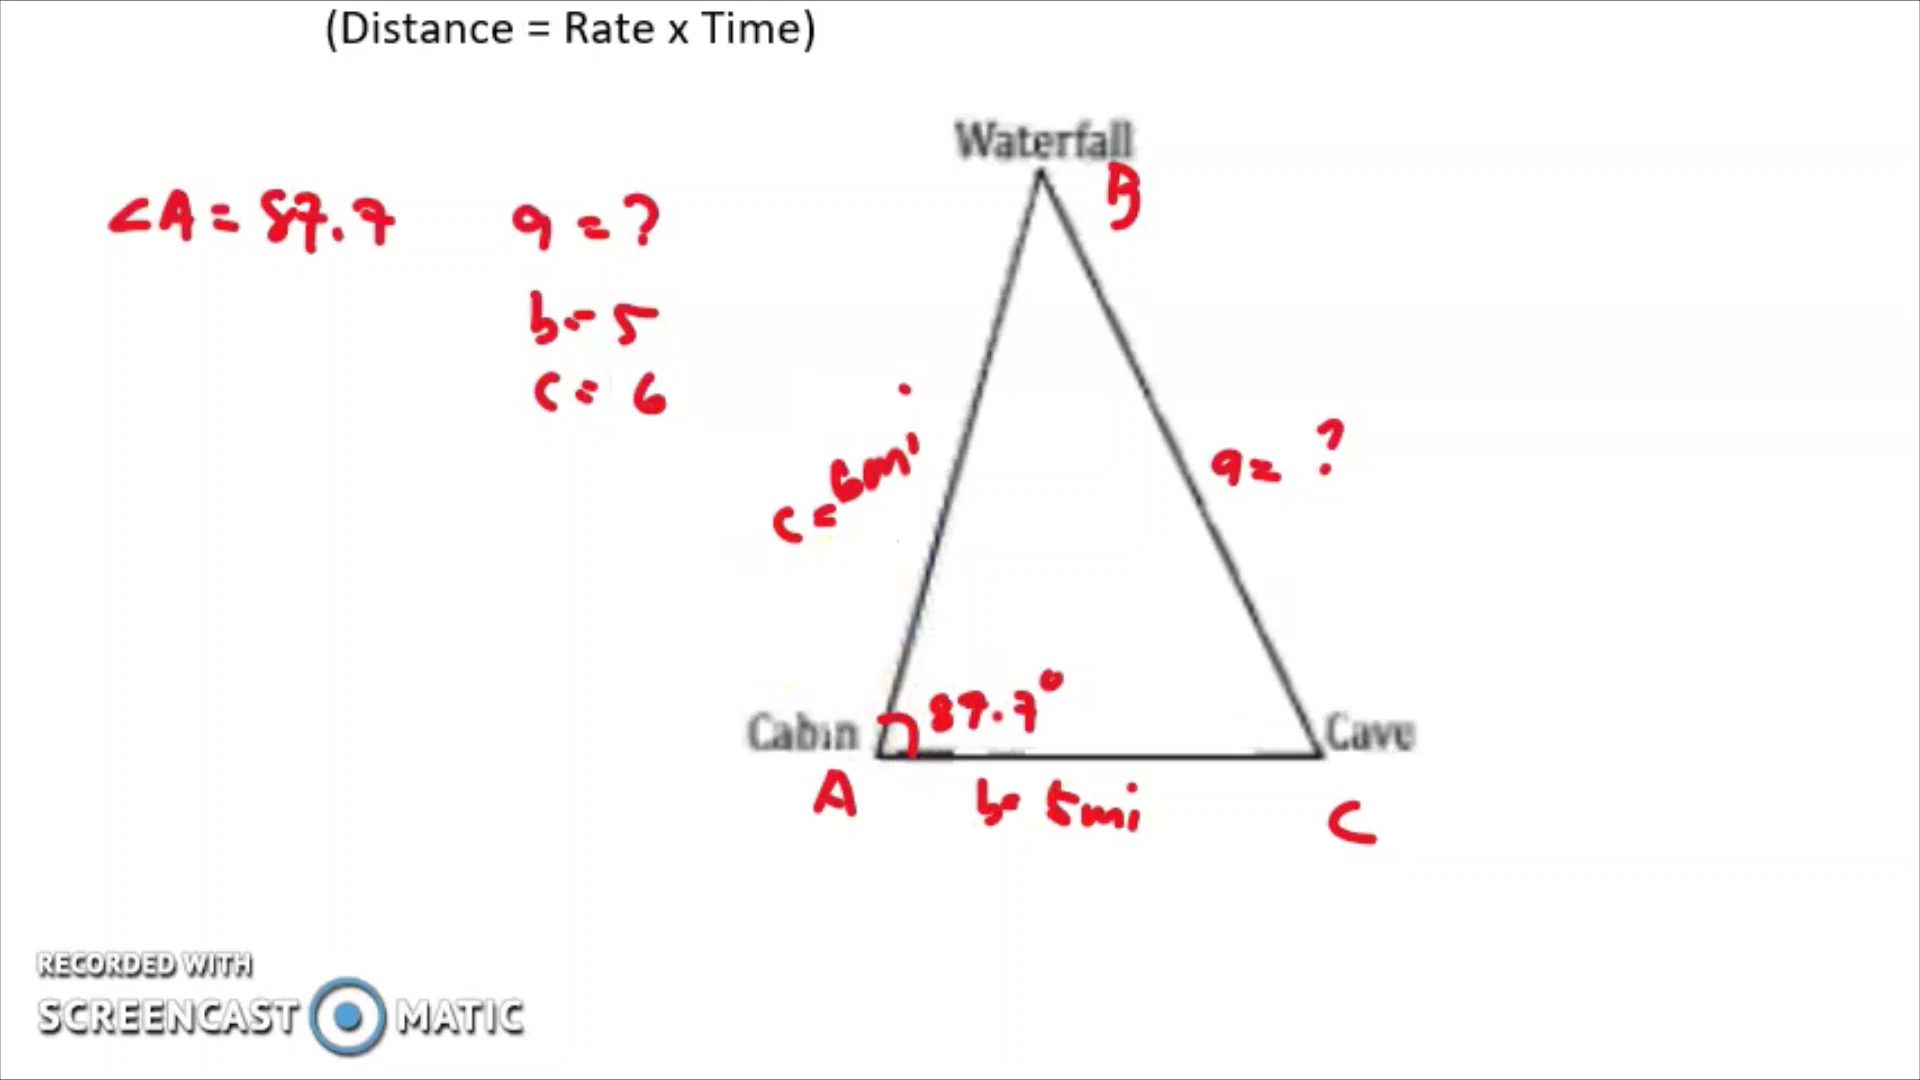 (Distance = Rate x Time)
Waterfall
B
<A = 87.7
a = ?
b = 5
c = 6
c = 6mi
a = ?
87.7°
Cabin
Cave
A
b = 5mi
C
RECORDED WITH
SCREENCAST MATIC